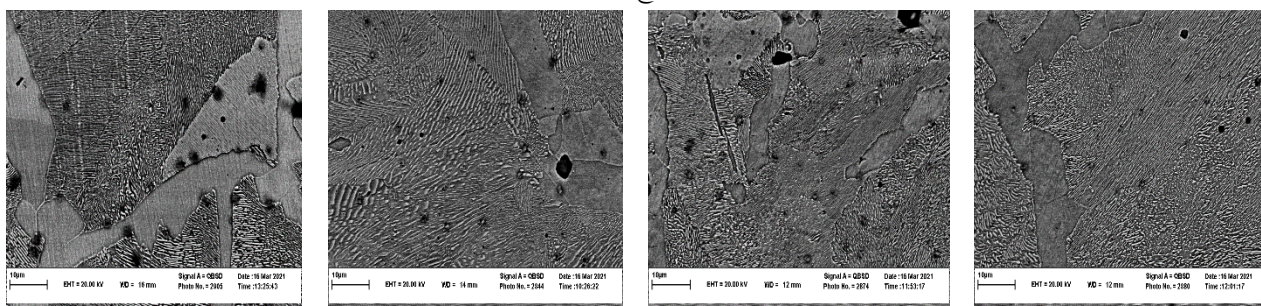 10µm
EHT = 20.00 kV WD = 16 mm
Signal A = QBSD Date :16 Mar 2021
Photo No. = 2905 Time :13:25:43
10µm
EHT = 20.00 kV WD = 14 mm
Signal A = QBSD Date :16 Mar 2021
Photo No. = 2844 Time :10:26:22
10µm
EHT = 20.00 kV WD = 12 mm
Signal A = QBSD Date :16 Mar 2021
Photo No. = 2874 Time :11:53:17
10µm
EHT = 20.00 kV WD = 12 mm
Signal A = QBSD Date :16 Mar 2021
Photo No. = 2880 Time :12:01:17